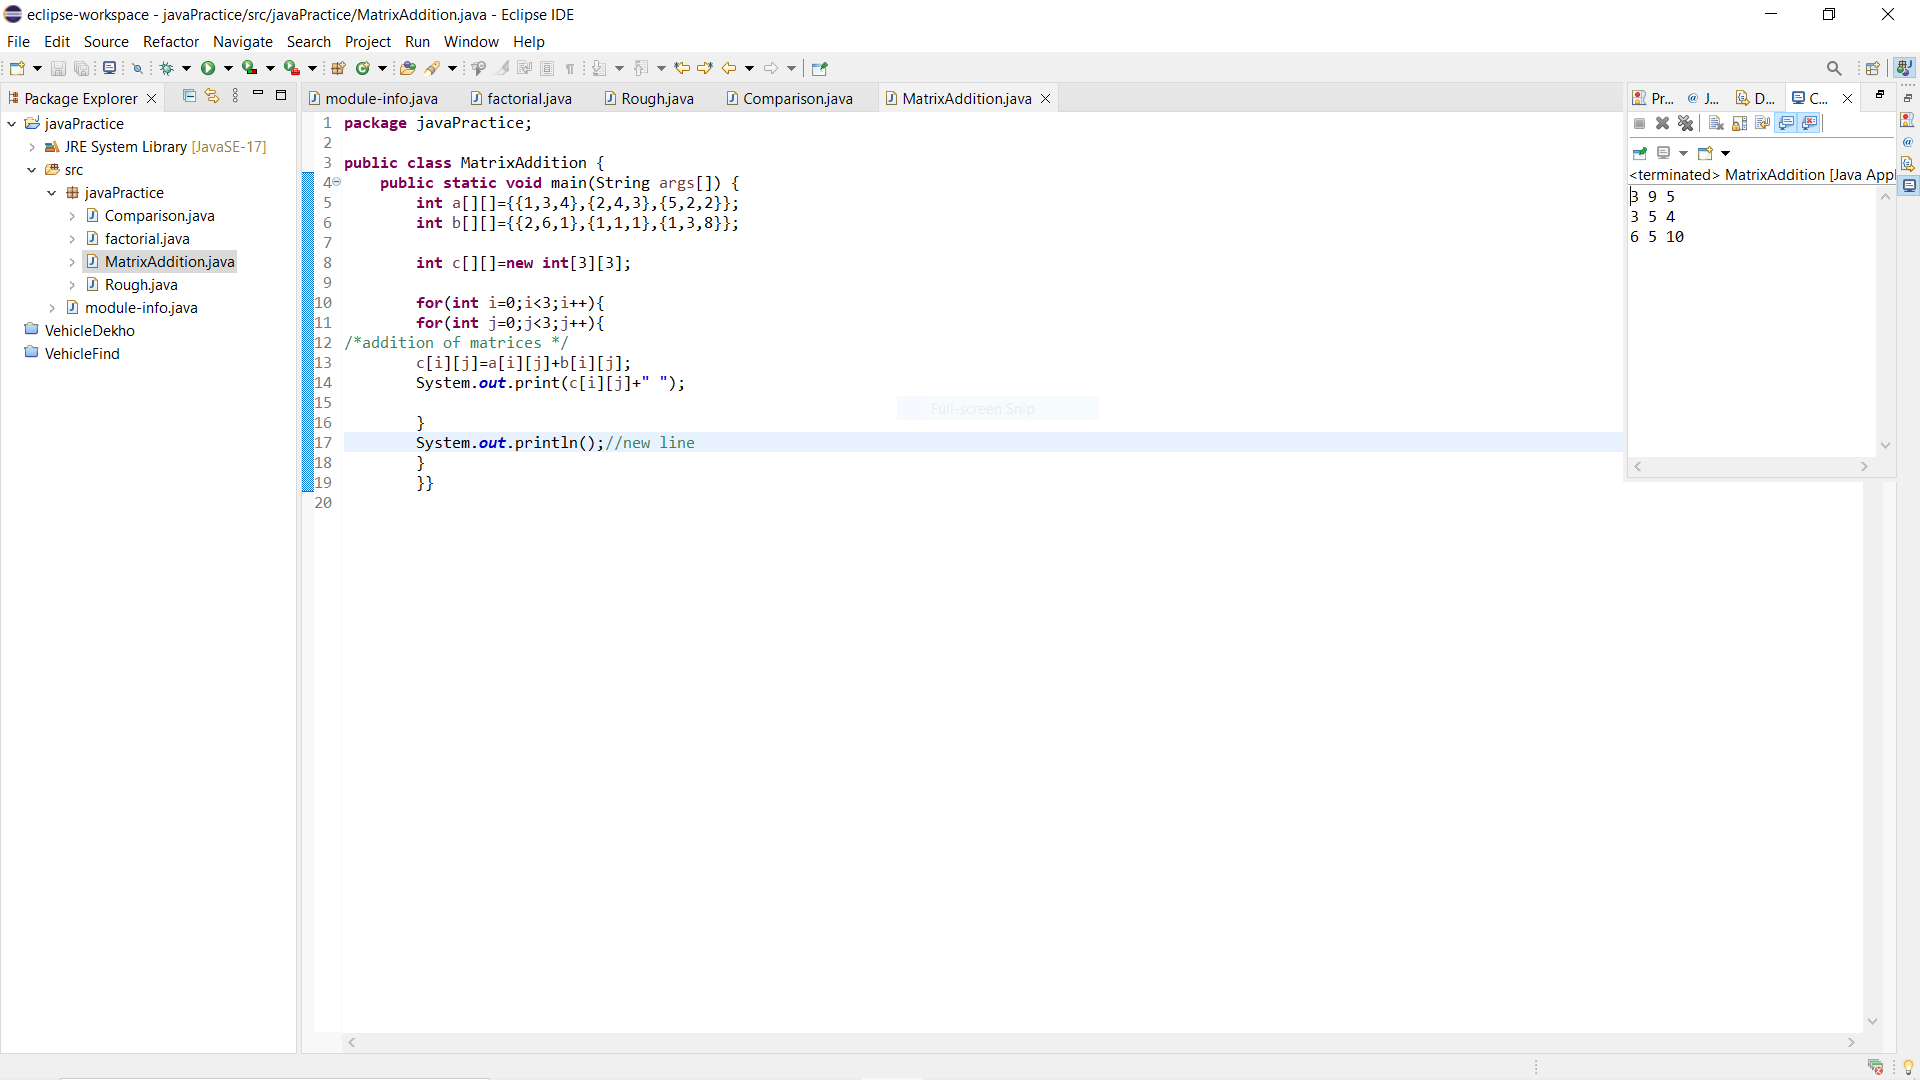 eclipse-workspace - javaPractice/src/javaPractice/MatrixAddition.java - Eclipse IDE
File Edit Source Refactor Navigate Search Project Run Window Help
Package Explorer
javaPractice
JRE System Library [JavaSE-17]
src
javaPractice
Comparison.java
factorial.java
MatrixAddition.java
Rough.java
module-info.java
VehicleDekho
VehicleFind
module-info.java factorial.java Rough.java Comparison.java MatrixAddition.java
1 package javaPractice;
2
3 public class MatrixAddition {
4 public static void main(String args[]) {
5 int a[][]={{1,3,4},{2,4,3},{5,2,2}};
6 int b[][]={{2,6,1},{1,1,1},{1,3,8}};
7
8 int c[][]=new int[3][3];
9
10 for(int i=0;i<3;i++){
11 for(int j=0;j<3;j++){
12 /*addition of matrices */
13 c[i][j]=a[i][j]+b[i][j];
14 System.out.print(c[i][j]+" ");
15
16 }
17 System.out.println();//new line
18 }
19 }}
20
Full-screen Snip
Pr... J... D... C...
<terminated> MatrixAddition [Java Appl
3 9 5
3 5 4
6 5 10